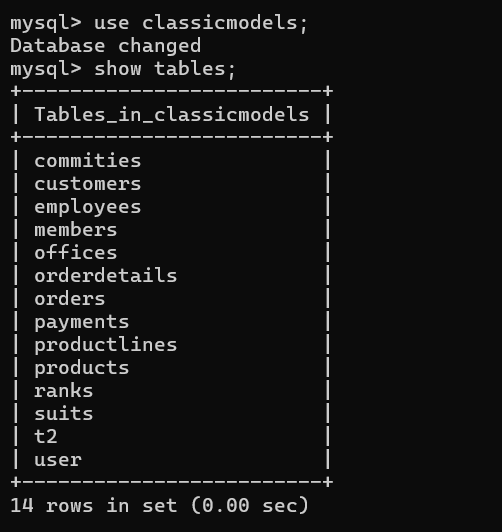 mysql> use classicmodels;
Database changed
mysql> show tables;
+-------------------------+
| Tables_in_classicmodels |
+-------------------------+
| commities               |
| customers               |
| employees               |
| members                 |
| offices                 |
| orderdetails            |
| orders                  |
| payments                |
| productlines            |
| products                |
| ranks                   |
| suits                   |
| t2                      |
| user                    |
+-------------------------+
14 rows in set (0.00 sec)